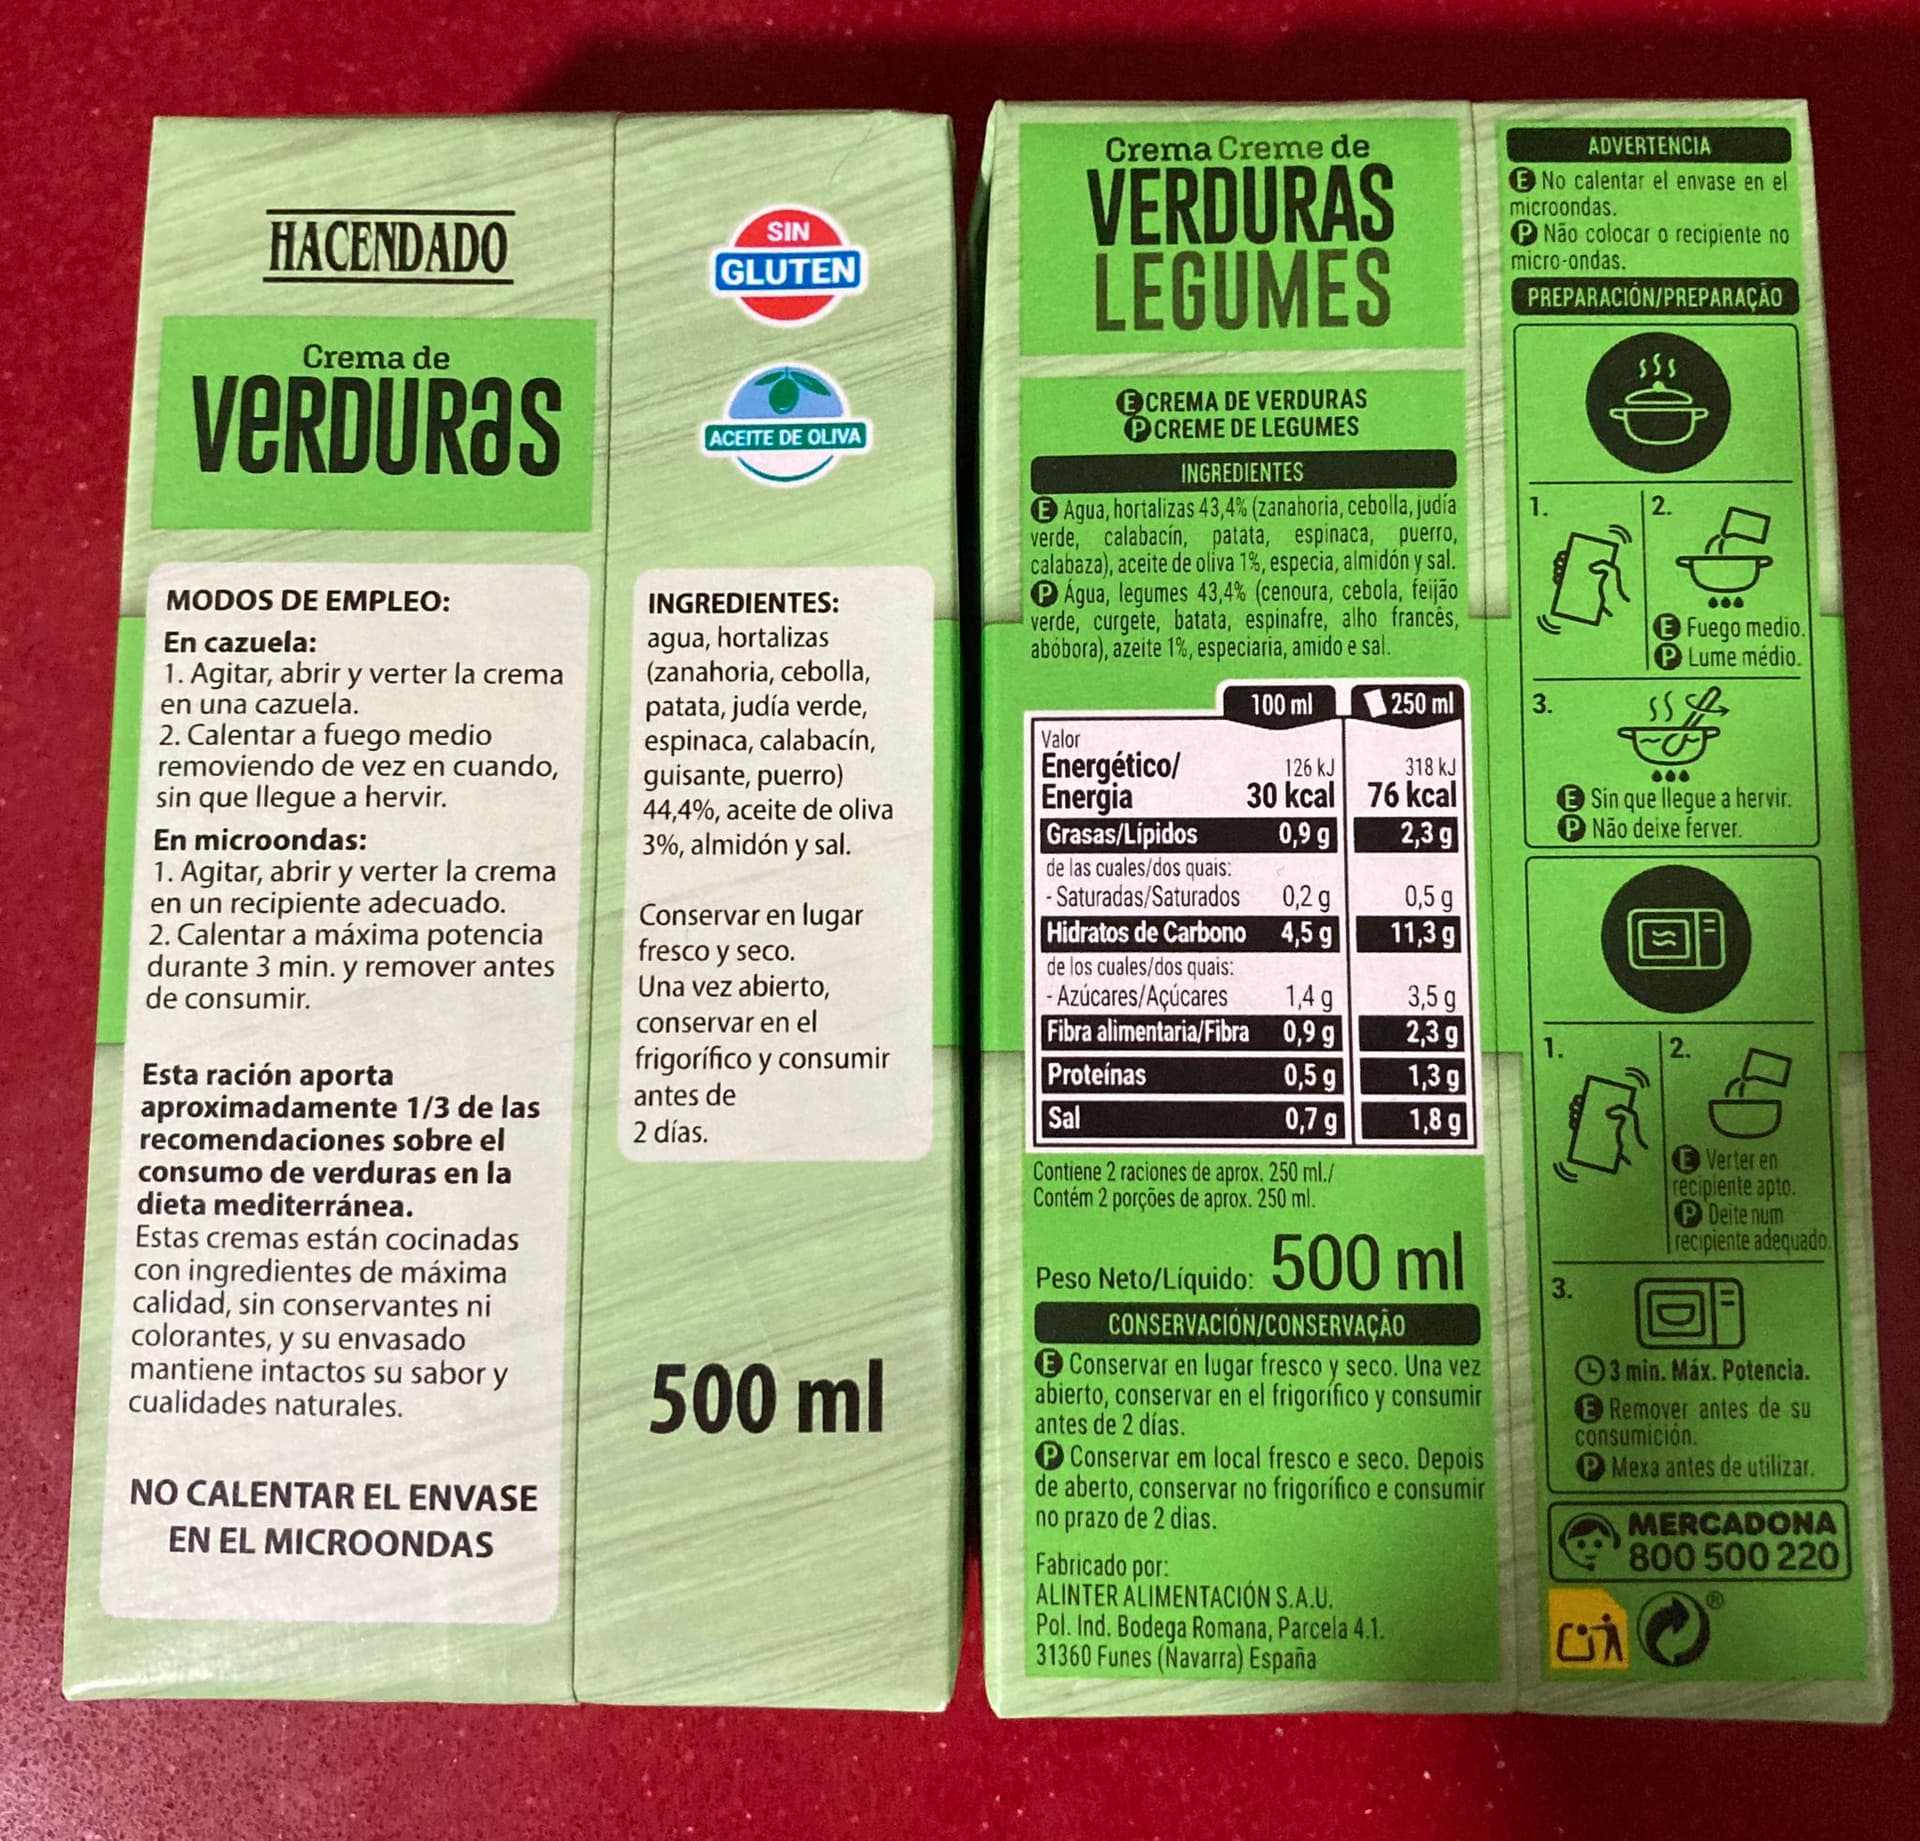 HACENDADO
Crema de
VERDURAS
MODOS DE EMPLEO:
En cazuela:
1. Agitar, abrir y verter la crema
en una cazuela.
2. Calentar a fuego medio
removiendo de vez en cuando,
sin que llegue a hervir.
En microondas:
1. Agitar, abrir y verter la crema
en un recipiente adecuado.
2. Calentar a máxima potencia
durante 3 min. y remover antes
de consumir.
Esta ración aporta
aproximadamente 1/3 de las
recomendaciones sobre el
consumo de verduras en la
dieta mediterránea.
Estas cremas están cocinadas
con ingredientes de máxima
calidad, sin conservantes ni
colorantes, y su envasado
mantiene intactos su sabor y
cualidades naturales.
NO CALENTAR EL ENVASE
EN EL MICROONDAS
SIN
GLUTEN
ACEITE DE OLIVA
INGREDIENTES:
agua, hortalizas
(zanahoria, cebolla,
patata, judía verde,
espinaca, calabacín,
guisante, puerro)
44,4%, aceite de oliva
3%, almidón y sal.
Conservar en lugar
fresco y seco.
Una vez abierto,
conservar en el
frigorífico y consumir
antes de
2 días.
500 ml
Crema Creme de
VERDURAS
LEGUMES
E CREMA DE VERDURAS
P CREME DE LEGUMES
INGREDIENTES
E Agua, hortalizas 43,4% (zanahoria, cebolla, judía
verde, calabacín, patata, espinaca, puerro,
calabaza), aceite de oliva 1%, especia, almidón y sal.
P Água, legumes 43,4% (cenoura, cebola, feijão
verde, curgete, batata, espinafre, alho francês,
abóbora), azeite 1%, especiaria, amido e sal.
100 ml 250 ml
Valor
Energético/ 126 kJ 318 kJ
Energia 30 kcal 76 kcal
Grasas/Lípidos 0,9 g 2,3 g
de las cuales/dos quais:
- Saturadas/Saturados 0,2 g 0,5 g
Hidratos de Carbono 4,5 g 11,3 g
de los cuales/dos quais:
- Azúcares/Açúcares 1,4 g 3,5 g
Fibra alimentaria/Fibra 0,9 g 2,3 g
Proteínas 0,5 g 1,3 g
Sal 0,7 g 1,8 g
Contiene 2 raciones de aprox. 250 ml./
Contém 2 porções de aprox. 250 ml.
Peso Neto/Líquido: 500 ml
CONSERVACIÓN/CONSERVAÇÃO
E Conservar en lugar fresco y seco. Una vez
abierto, conservar en el frigorífico y consumir
antes de 2 días.
P Conservar em local fresco e seco. Depois
de aberto, conservar no frigorífico e consumir
no prazo de 2 dias.
Fabricado por:
ALINTER ALIMENTACIÓN S.A.U.
Pol. Ind. Bodega Romana, Parcela 4.1.
31360 Funes (Navarra) España
ADVERTENCIA
E No calentar el envase en el
microondas.
P Não colocar o recipiente no
micro-ondas.
PREPARACIÓN/PREPARAÇÃO
1. 2.
E Fuego medio.
P Lume médio.
3.
E Sin que llegue a hervir.
P Não deixe ferver.
1. 2.
E Verter en
recipiente apto.
P Deite num
recipiente adequado.
3.
3 min. Máx. Potencia.
E Remover antes de su
consumición.
P Mexa antes de utilizar.
MERCADONA
800 500 220
®